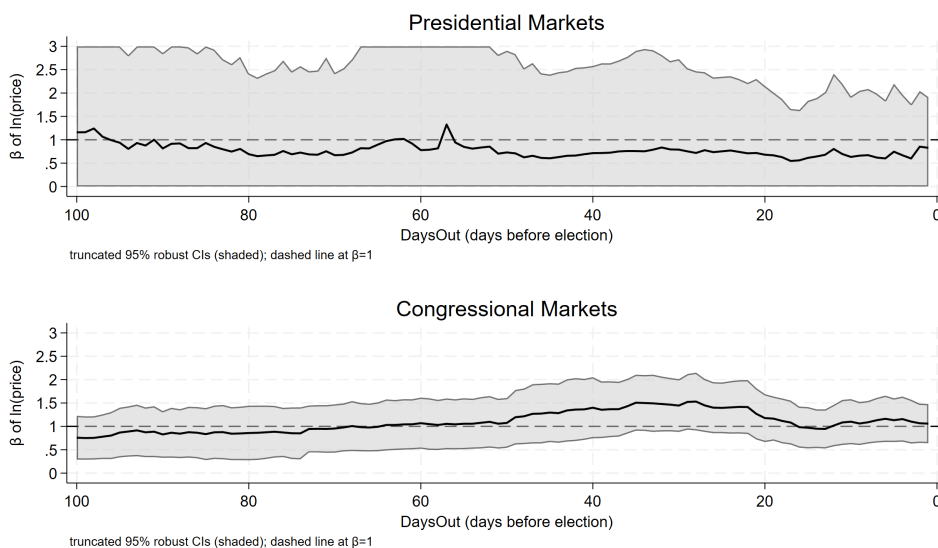 Presidential Markets
β of ln(price)
3
2.5
2
1.5
1
.5
0
100 80 60 40 20 0
DaysOut (days before election)
truncated 95% robust CIs (shaded); dashed line at β=1
Congressional Markets
β of ln(price)
3
2.5
2
1.5
1
.5
0
100 80 60 40 20 0
DaysOut (days before election)
truncated 95% robust CIs (shaded); dashed line at β=1